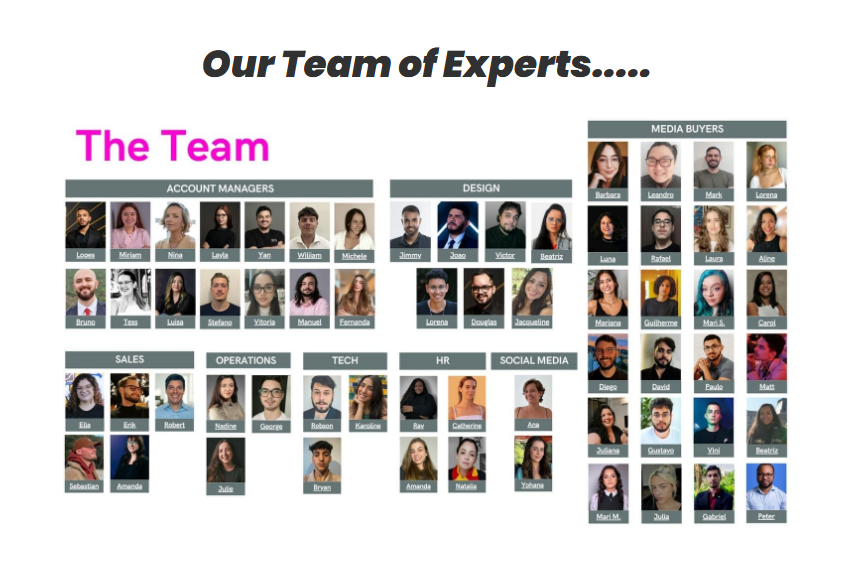 Our Team of Experts.....
The Team
ACCOUNT MANAGERS
Lopes Miriam Nina Layla Yan William Michele
Bruno Tess Luisa Stefano Vitoria Manuel Fernanda
DESIGN
Jimmy Joao Victor Beatriz
Lorena Douglas Jacqueline
MEDIA BUYERS
Barbara Leandro Mark Lorena
Luna Rafael Laura Aline
Mariana Guilherme Mari S. Carol
Diego David Paulo Matt
Juliana Gustavo Vini Beatriz
Mari M. Julia Gabriel Peter
SALES
Elia Erik Robert
Sebastian Amanda
OPERATIONS
Nadine George
Julie
TECH
Robson Karoline
Bryan
HR
Ray Catherine
Amanda Natalia
SOCIAL MEDIA
Ana
Yohana